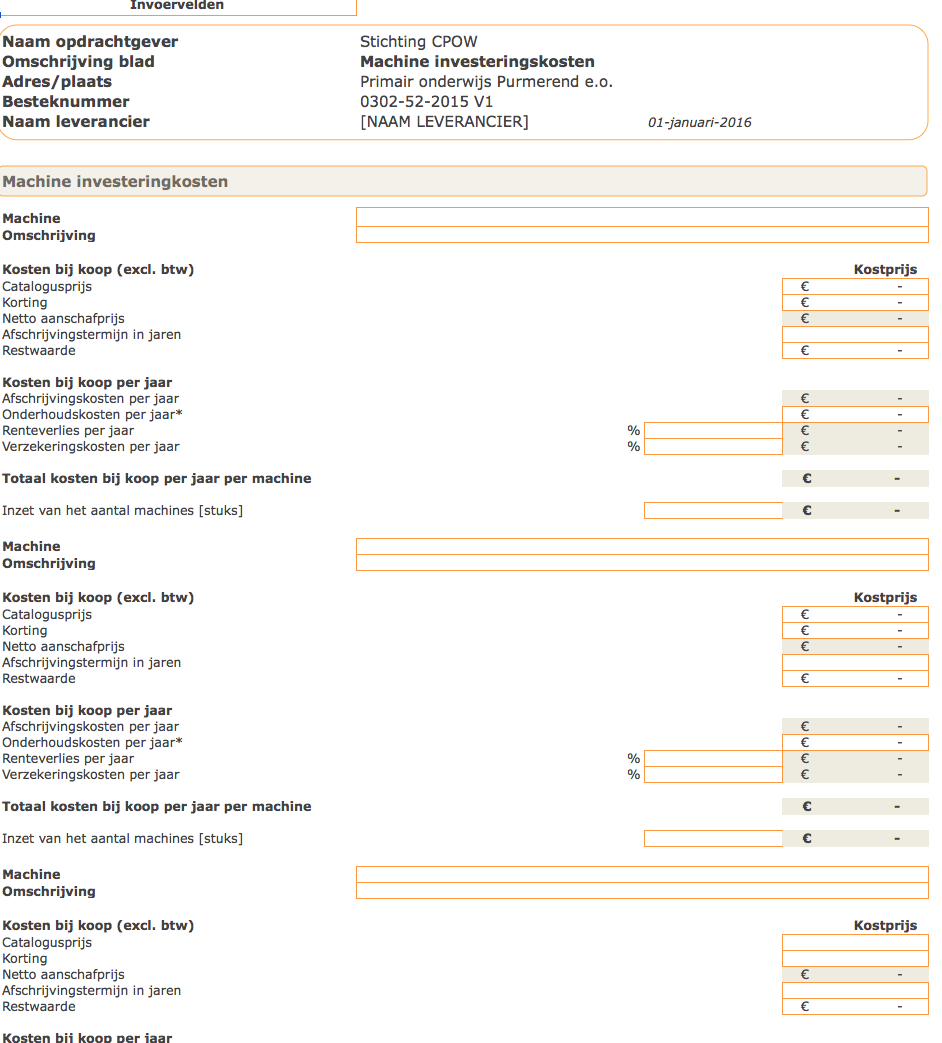 Invoervelden
Naam opdrachtgever Stichting CPOW
Omschrijving blad Machine investeringskosten
Adres/plaats Primair onderwijs Purmerend e.o.
Besteknummer 0302-52-2015 V1
Naam leverancier [NAAM LEVERANCIER] 01-januari-2016
Machine investeringkosten
Machine
Omschrijving
Kosten bij koop (excl. btw) Kostprijs
Catalogusprijs € -
Korting € -
Netto aanschafprijs € -
Afschrijvingstermijn in jaren
Restwaarde € -
Kosten bij koop per jaar
Afschrijvingskosten per jaar € -
Onderhoudskosten per jaar* € -
Renteverlies per jaar % € -
Verzekeringskosten per jaar % € -
Totaal kosten bij koop per jaar per machine € -
Inzet van het aantal machines [stuks] € -
Machine
Omschrijving
Kosten bij koop (excl. btw) Kostprijs
Catalogusprijs € -
Korting € -
Netto aanschafprijs € -
Afschrijvingstermijn in jaren
Restwaarde € -
Kosten bij koop per jaar
Afschrijvingskosten per jaar € -
Onderhoudskosten per jaar* € -
Renteverlies per jaar % € -
Verzekeringskosten per jaar % € -
Totaal kosten bij koop per jaar per machine € -
Inzet van het aantal machines [stuks] € -
Machine
Omschrijving
Kosten bij koop (excl. btw) Kostprijs
Catalogusprijs
Korting
Netto aanschafprijs € -
Afschrijvingstermijn in jaren
Restwaarde € -
Kosten bij koop per jaar